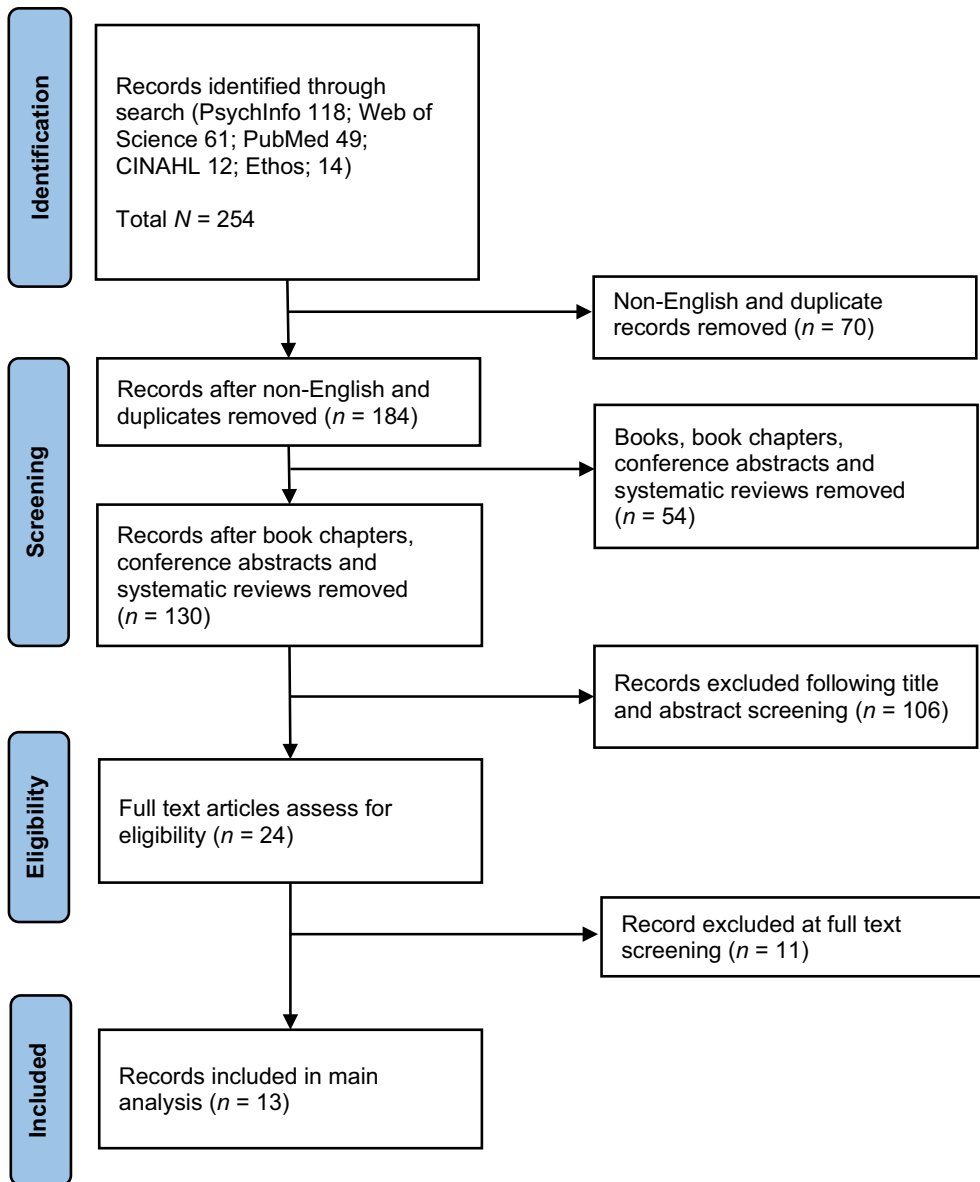 Identification
Records identified through
search (PsychInfo 118; Web of
Science 61; PubMed 49;
CINAHL 12; Ethos; 14)
Total N = 254
Non-English and duplicate
records removed (n = 70)
Screening
Records after non-English and
duplicates removed (n = 184)
Books, book chapters,
conference abstracts and
systematic reviews removed
(n = 54)
Records after book chapters,
conference abstracts and
systematic reviews removed
(n = 130)
Records excluded following title
and abstract screening (n = 106)
Eligibility
Full text articles assess for
eligibility (n = 24)
Record excluded at full text
screening (n = 11)
Included
Records included in main
analysis (n = 13)